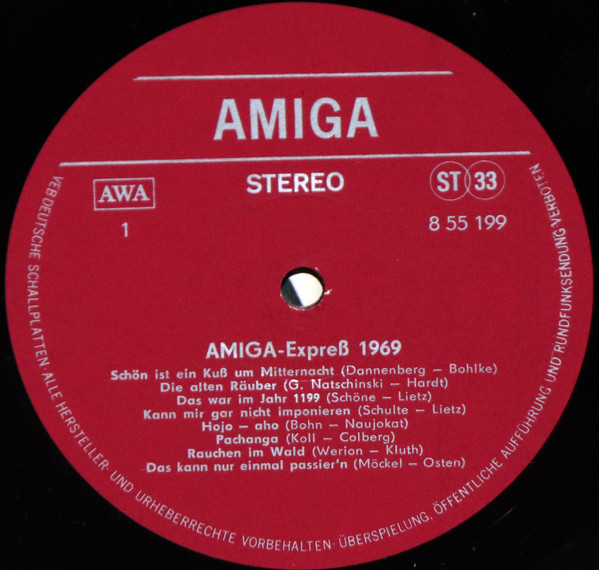 AMIGA
AWA
STEREO
ST 33
1
8 55 199
AMIGA-Expreß 1969
Schön ist ein Kuß um Mitternacht (Dannenberg – Bohlke)
Die alten Räuber (G. Natschinski – Hardt)
Das war im Jahr 1199 (Schöne – Lietz)
Kann mir gar nicht imponieren (Schulte – Lietz)
Hojo – aho (Bohn – Naujokat)
Pachanga (Koll – Colberg)
Rauchen im Wald (Werion – Kluth)
Das kann nur einmal passier'n (Möckel – Osten)
VEB DEUTSCHE SCHALLPLATTEN · ALLE HERSTELLER- UND URHEBERRECHTE VORBEHALTEN · ÜBERSPIELUNG, ÖFFENTLICHE AUFFÜHRUNG UND RUNDFUNKSENDUNG VERBOTEN